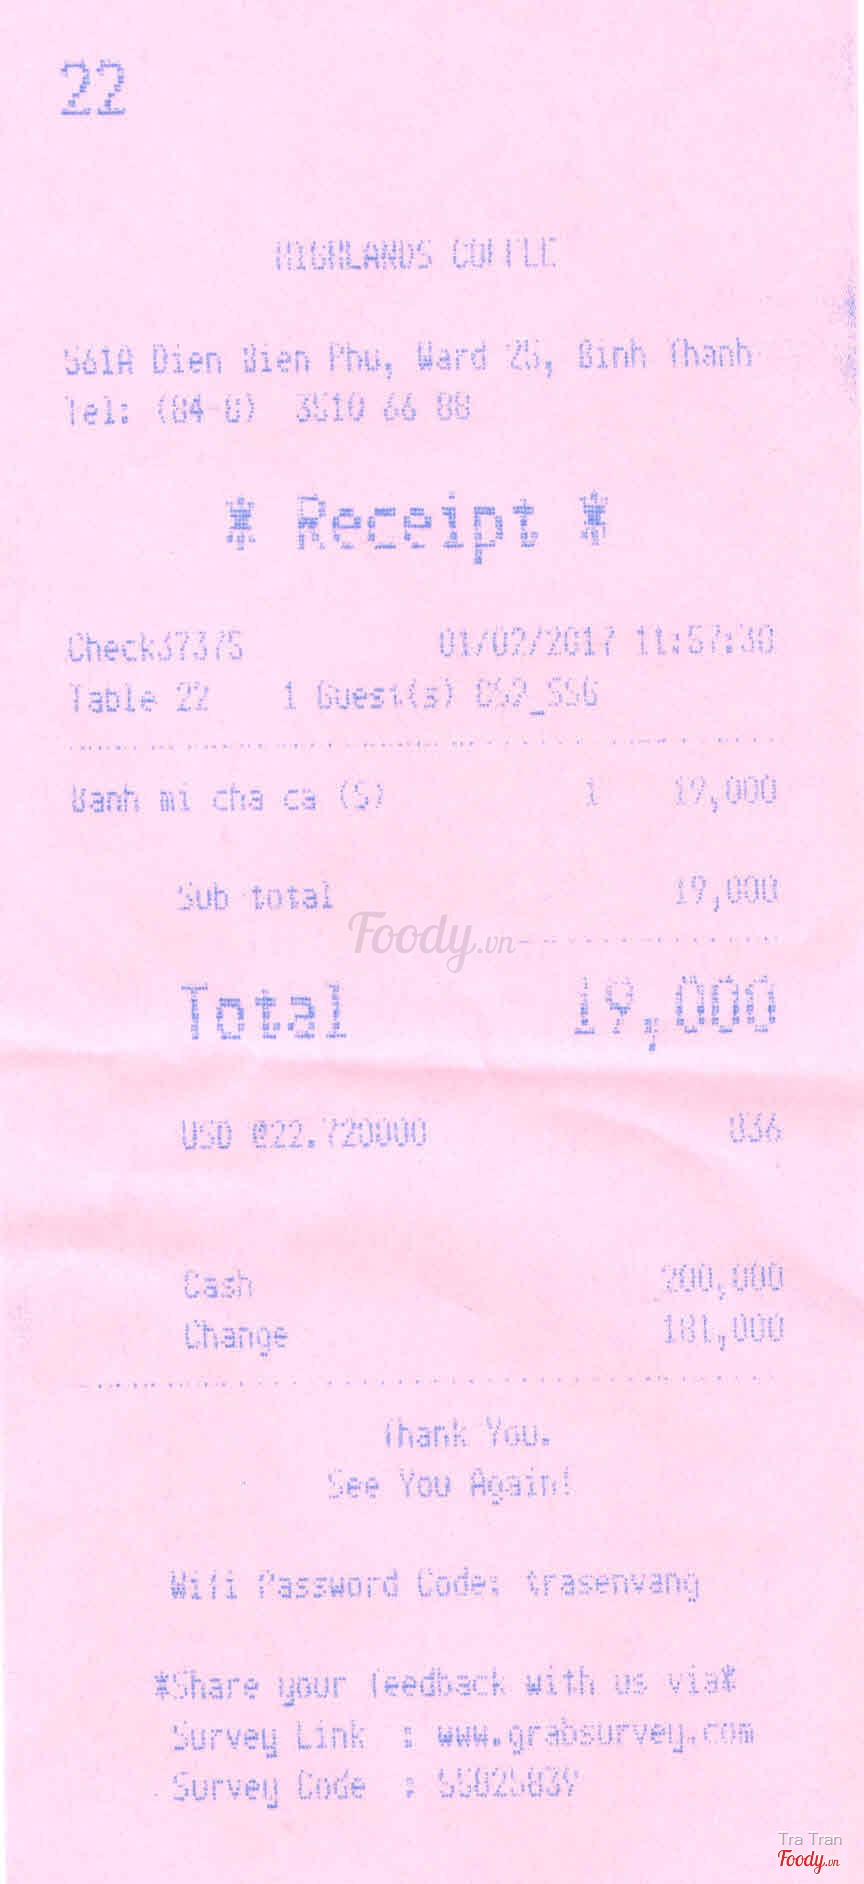 22
HIGHLANDS COFFEE
561A Dien Bien Phu, Ward 25, Binh Thanh
Tel: (84-8) 3510 66 88
* Receipt *
Check37375 01/02/2017 11:57:30
Table 22 1 Guest(s)
Banh mi cha ca (S) 1 19,000
Sub total 19,000
Foody.vn
Total 19,000
USD @22.720000 836
Cash 200,000
Change 181,000
Thank You.
See You Again!
Wifi Password Code: trasenvang
*Share your feedback with us via*
Survey Link : www.grabsurvey.com
Survey Code :
Tra Tran
Foody.vn